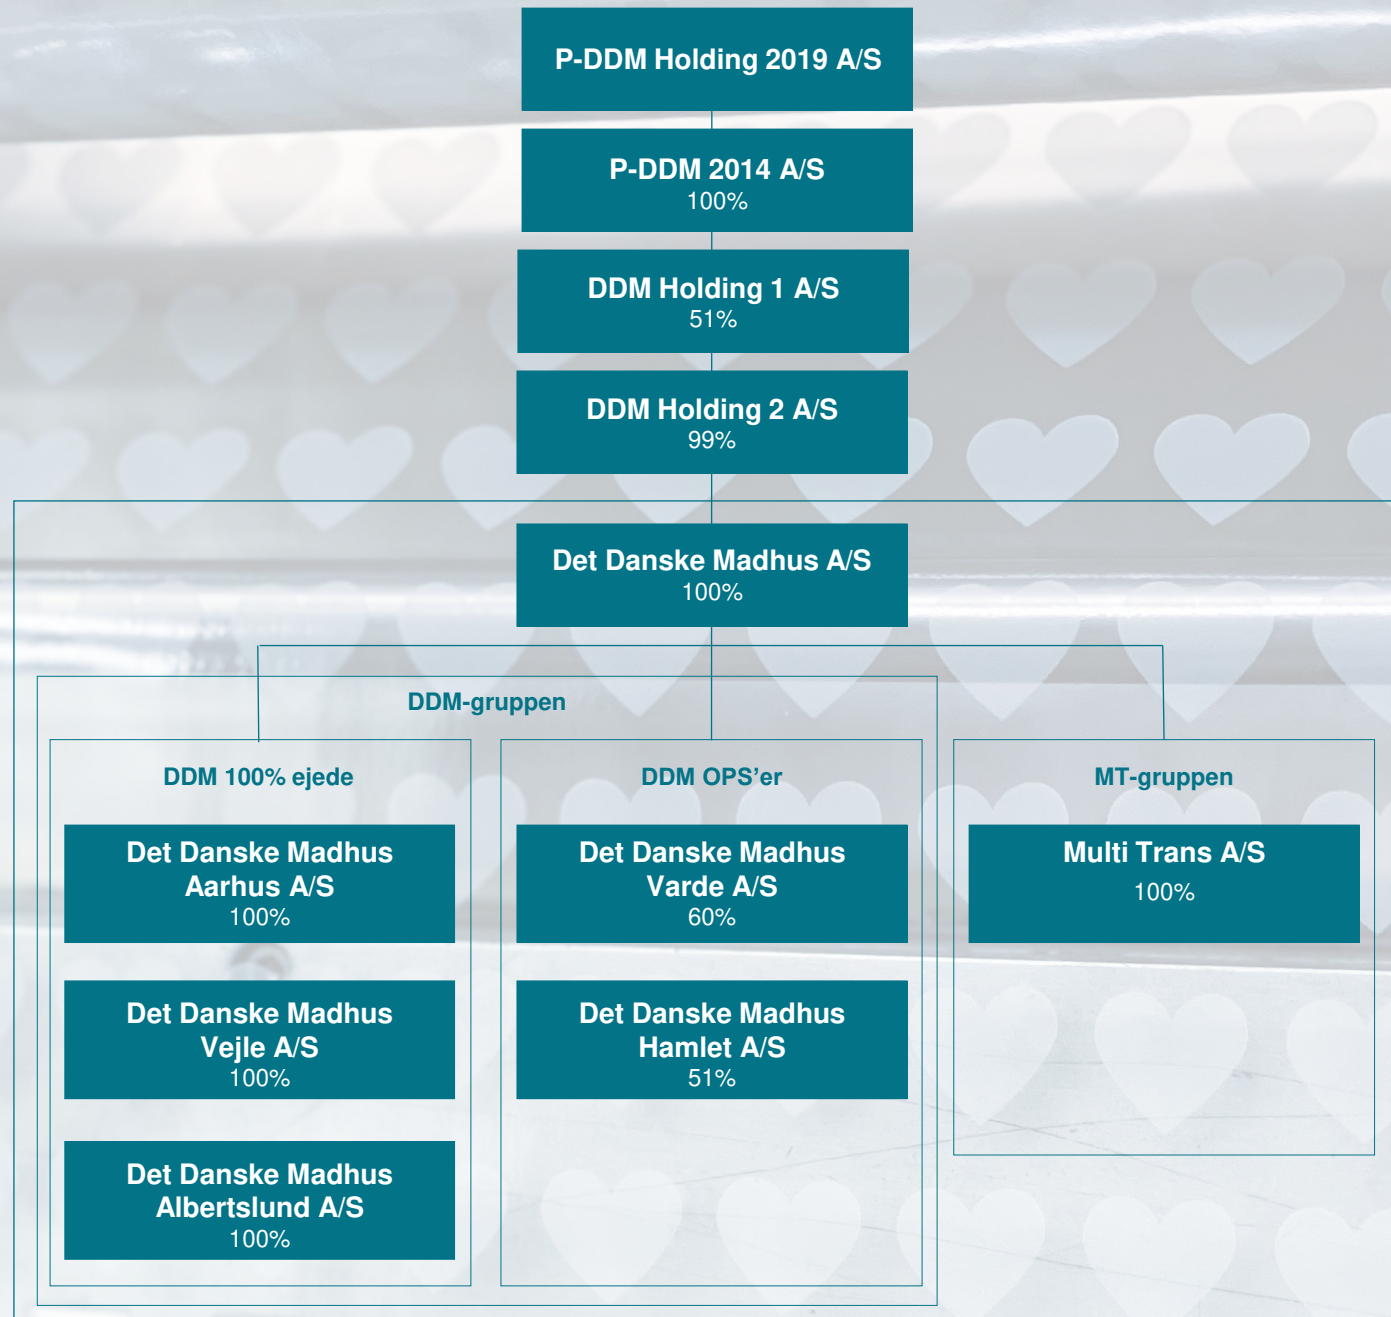 P-DDM Holding 2019 A/S
P-DDM 2014 A/S
100%
DDM Holding 1 A/S
51%
DDM Holding 2 A/S
99%
Det Danske Madhus A/S
100%
DDM-gruppen
DDM 100% ejede
Det Danske Madhus
Aarhus A/S
100%
Det Danske Madhus
Vejle A/S
100%
Det Danske Madhus
Albertslund A/S
100%
DDM OPS’er
Det Danske Madhus
Varde A/S
60%
Det Danske Madhus
Hamlet A/S
51%
MT-gruppen
Multi Trans A/S
100%